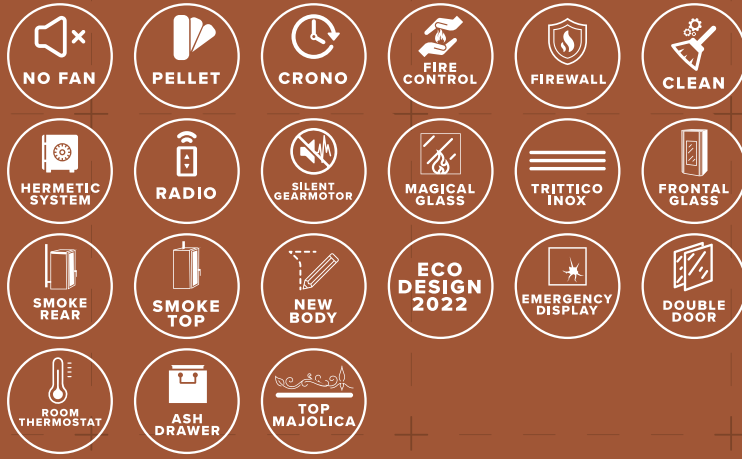 NO FAN
PELLET
CRONO
FIRE
CONTROL
FIREWALL
CLEAN
HERMETIC
SYSTEM
RADIO
SILENT
GEARMOTOR
MAGICAL
GLASS
TRITTICO
INOX
FRONTAL
GLASS
SMOKE
REAR
SMOKE
TOP
NEW
BODY
ECO
DESIGN
2022
EMERGENCY
DISPLAY
DOUBLE
DOOR
ROOM
THERMOSTAT
ASH
DRAWER
TOP
MAJOLICA